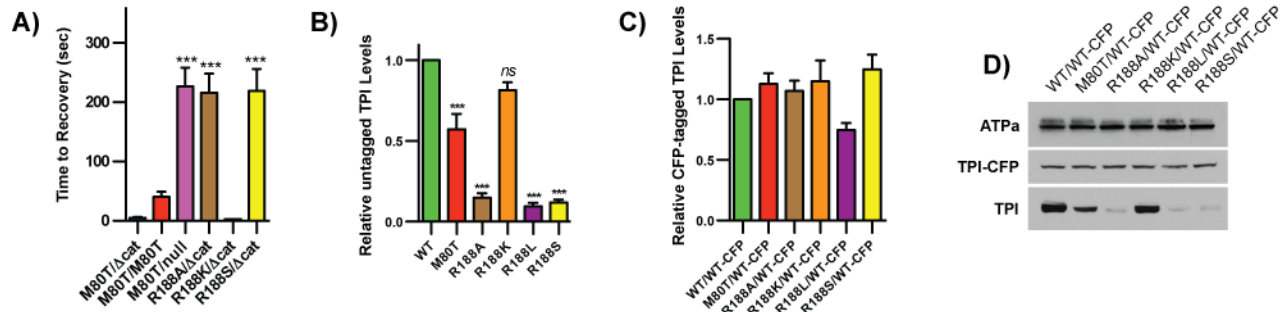 A)
Time to Recovery (sec)
300
200
100
0
***
***
***
M80T/Δcat
M80T/M80T
M80T/null
R188A/Δcat
R188K/Δcat
R188S/Δcat
B)
Relative untagged TPI Levels
1.0
0.5
0.0
***
***
ns
***
***
WT
M80T
R188A
R188K
R188L
R188S
C)
Relative CFP-tagged TPI Levels
1.5
1.0
0.5
0.0
WT/WT-CFP
M80T/WT-CFP
R188A/WT-CFP
R188K/WT-CFP
R188L/WT-CFP
R188S/WT-CFP
D)
WT/WT-CFP
M80T/WT-CFP
R188A/WT-CFP
R188K/WT-CFP
R188L/WT-CFP
R188S/WT-CFP
ATPa
TPI-CFP
TPI